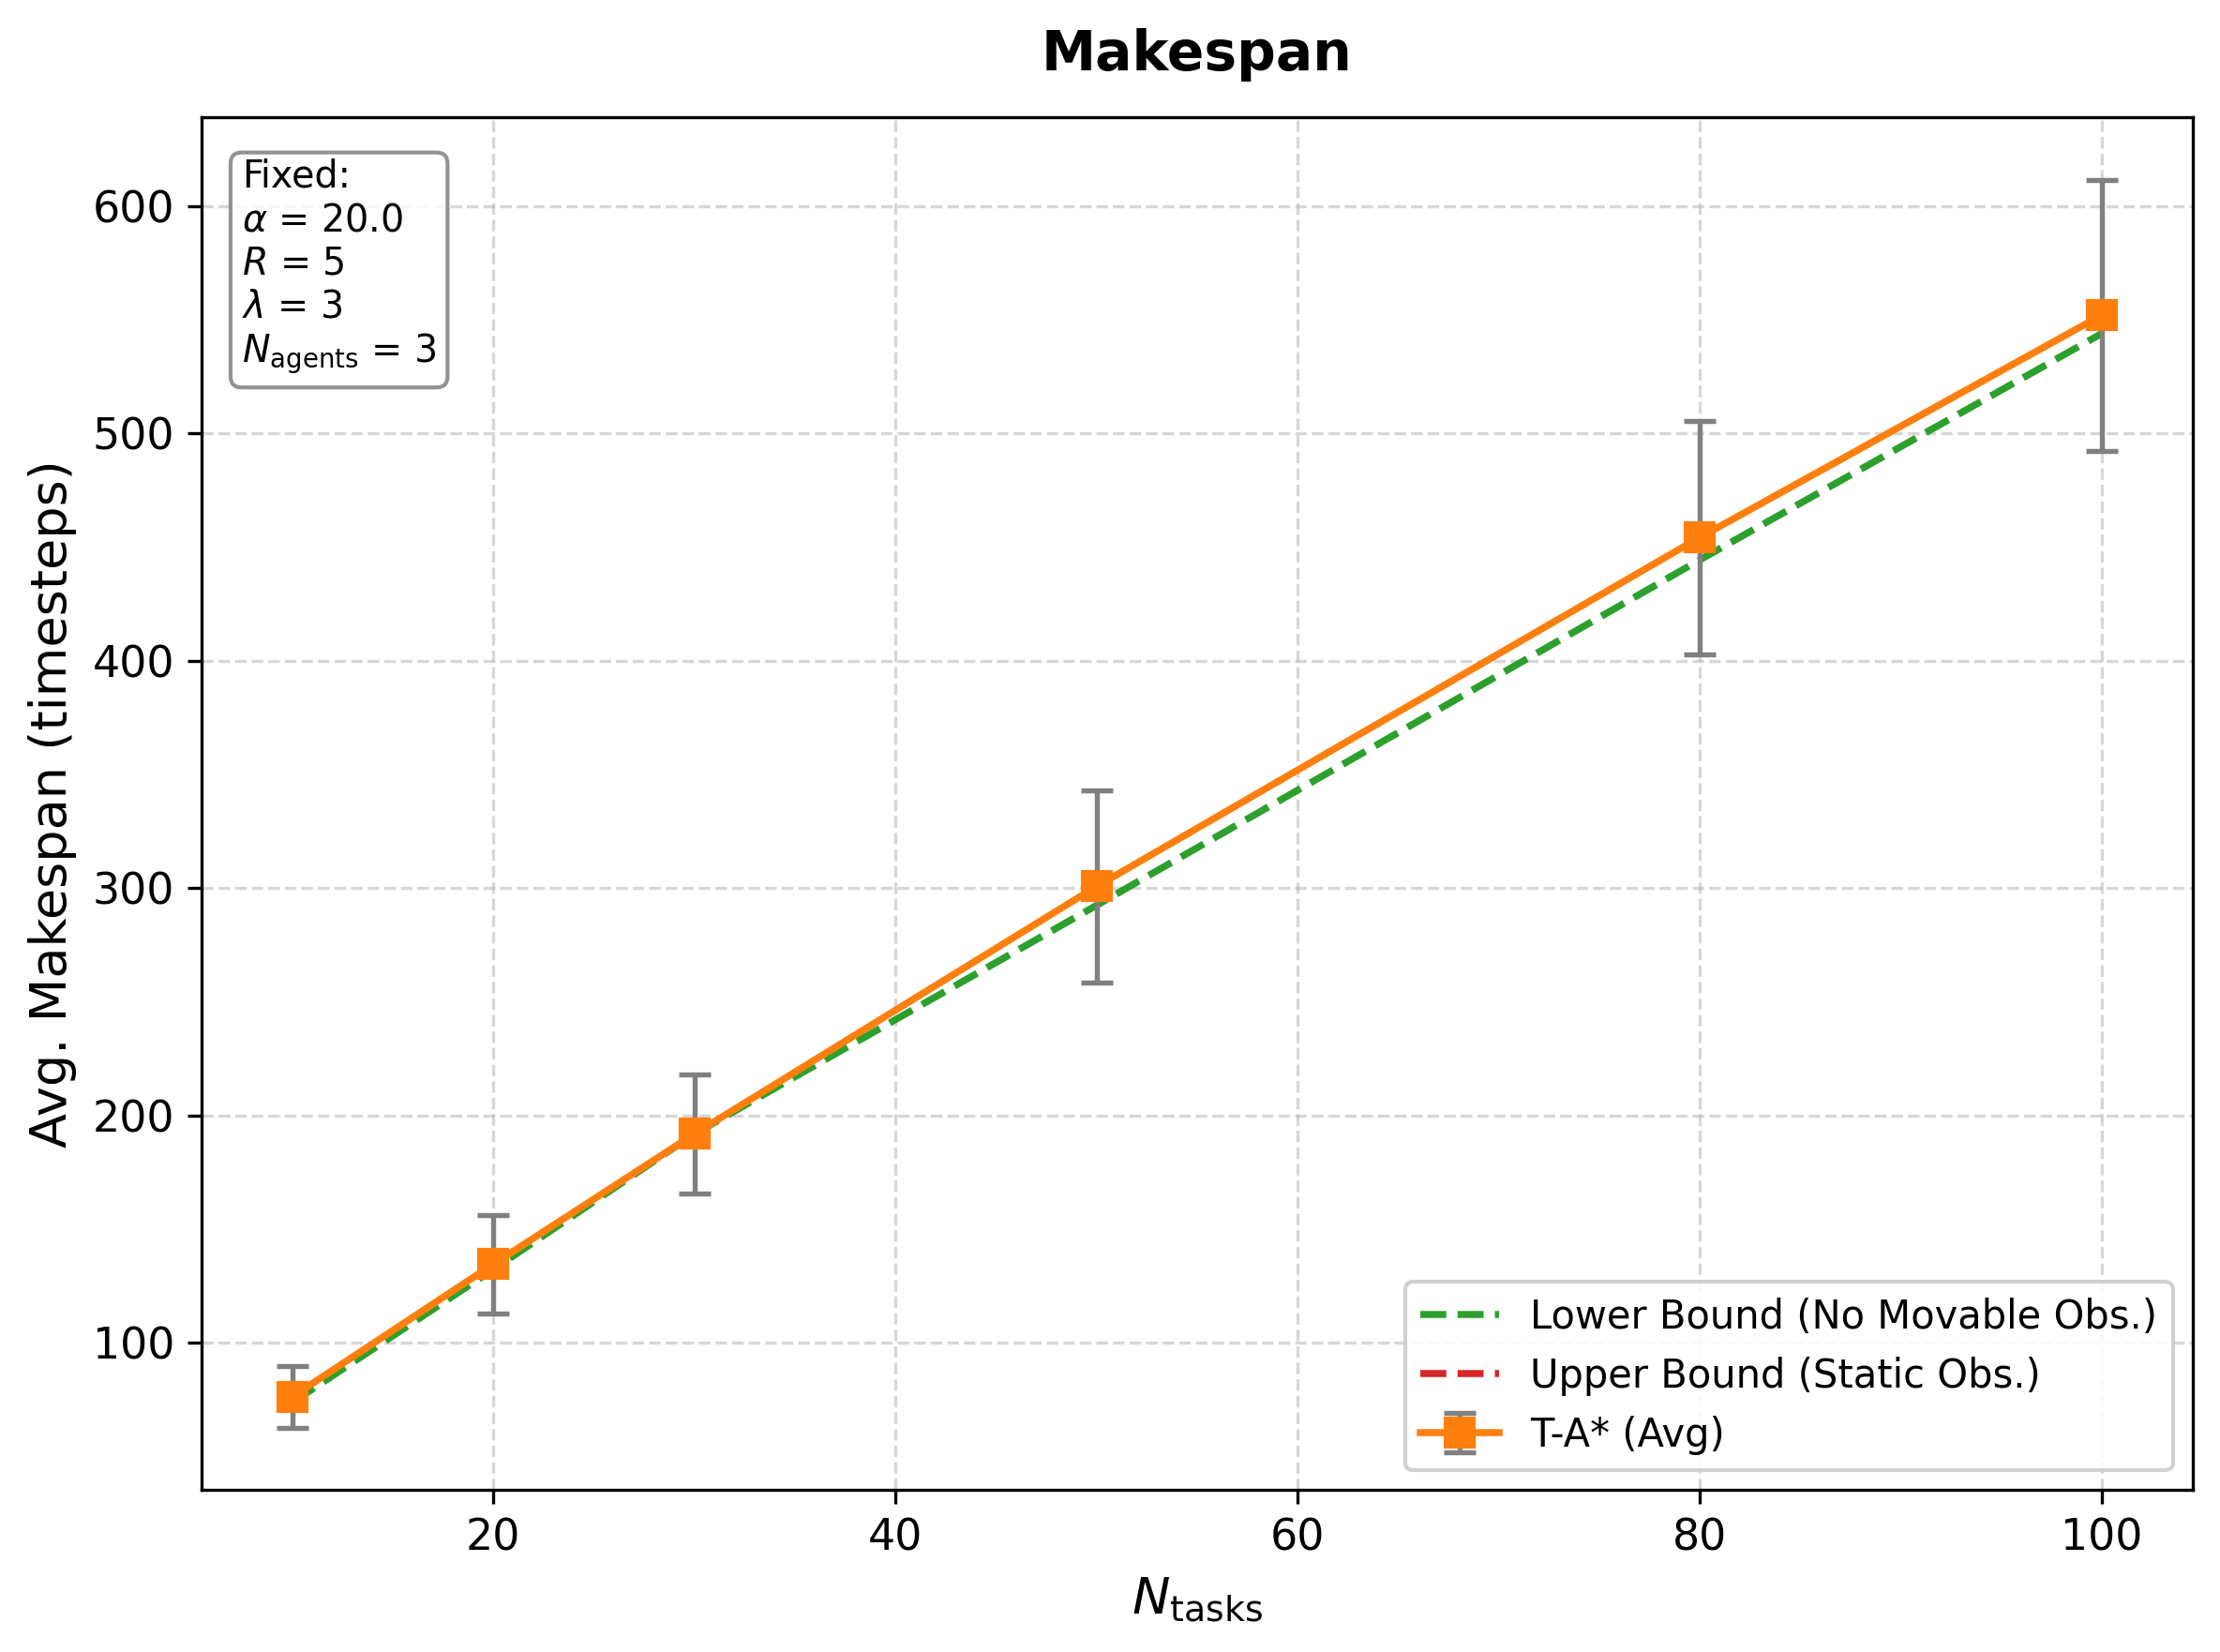 Makespan
Fixed:
α = 20.0
R = 5
λ = 3
N_agents = 3
600
500
400
300
200
100
Avg. Makespan (timesteps)
Lower Bound (No Movable Obs.)
Upper Bound (Static Obs.)
T-A* (Avg)
20 40 60 80 100
N_tasks